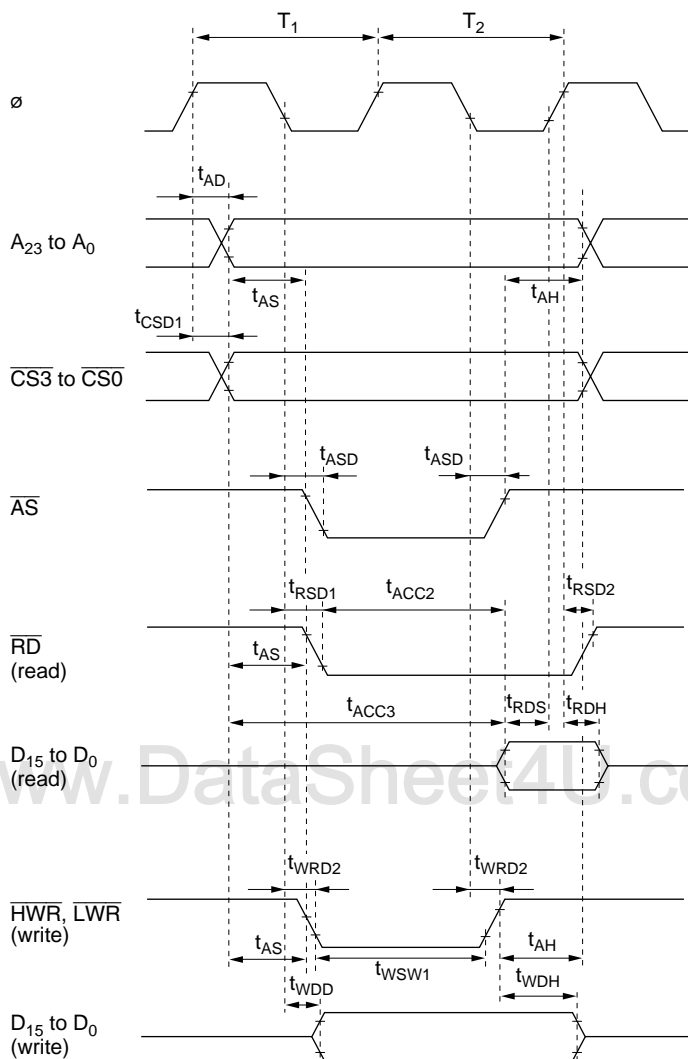 T1 T2
ø
tAD
A23 to A0
tAS tAH
tCSD1
CS3 to CS0
tASD tASD
AS
tRSD1 tACC2 tRSD2
RD
(read)
tAS
tACC3 tRDS tRDH
D15 to D0
(read)
www.DataSheet4U.co
tWRD2 tWRD2
HWR, LWR
(write)
tAS tWSW1 tAH
tWDD tWDH
D15 to D0
(write)